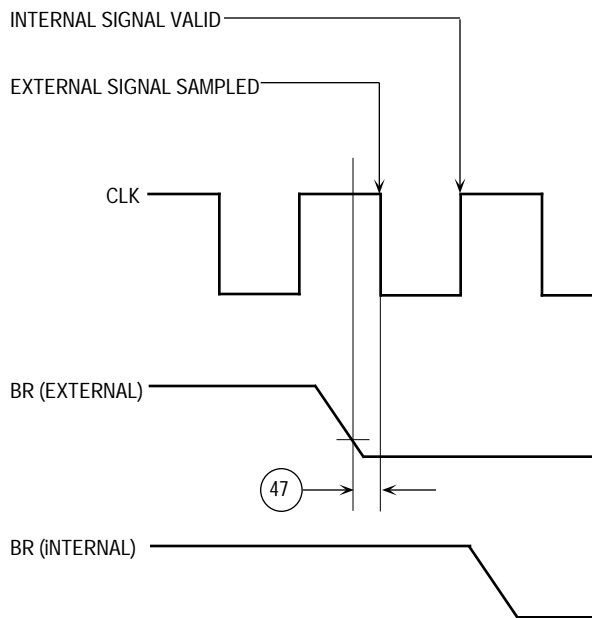 INTERNAL SIGNAL VALID
EXTERNAL SIGNAL SAMPLED
CLK
BR (EXTERNAL)
47
BR (iNTERNAL)